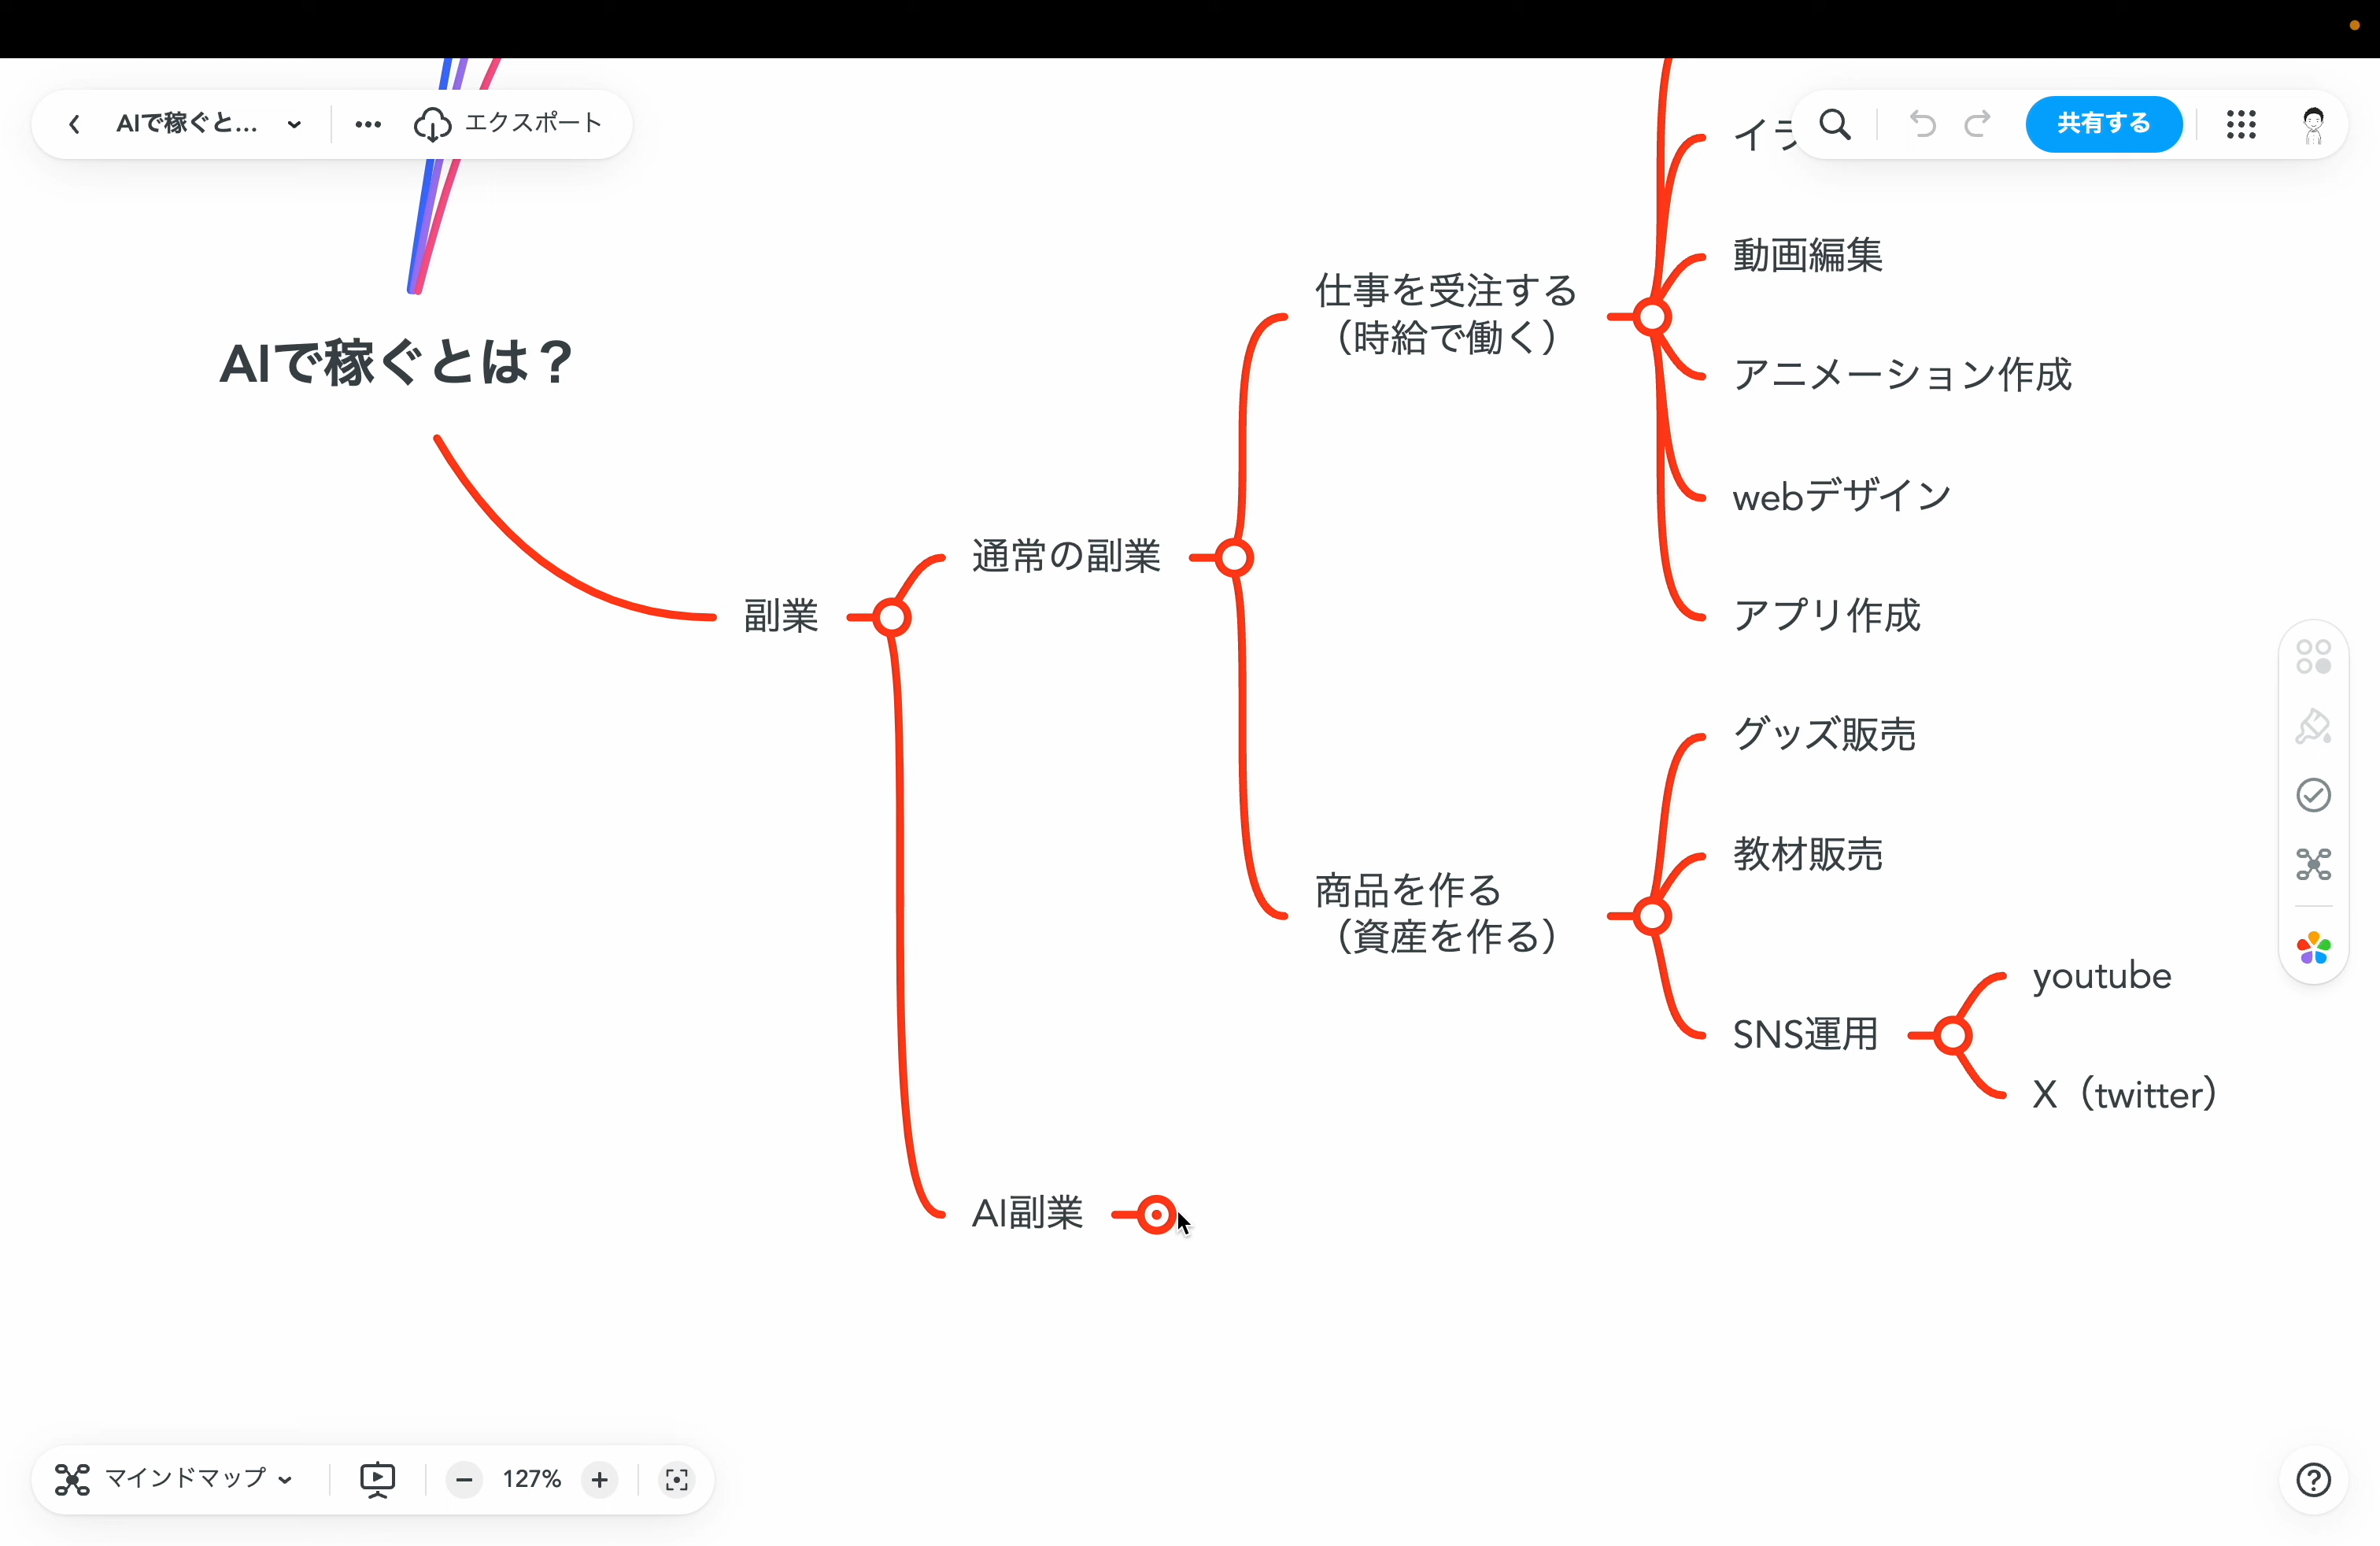 AIで稼ぐと...
エクスポート
共有する
AIで稼ぐとは？
副業
通常の副業
仕事を受注する
（時給で働く）
イラ
動画編集
アニメーション作成
webデザイン
アプリ作成
商品を作る
（資産を作る）
グッズ販売
教材販売
SNS運用
youtube
X（twitter）
AI副業
マインドマップ
127%